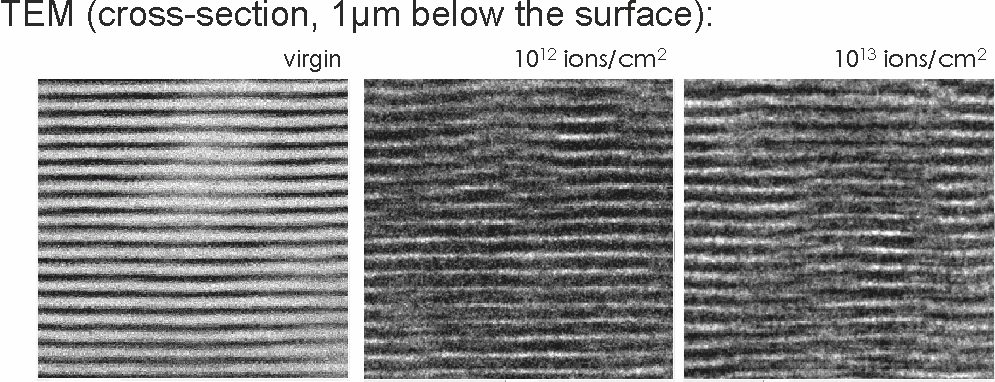 TEM (cross-section, 1µm below the surface):
virgin
10¹² ions/cm²
10¹³ ions/cm²